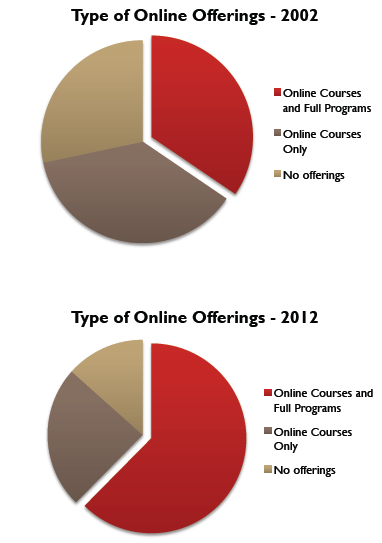 Type of Online Offerings - 2002
Online Courses
and Full Programs
Online Courses
Only
No offerings
Type of Online Offerings - 2012
Online Courses and
Full Programs
Online Courses
Only
No offerings